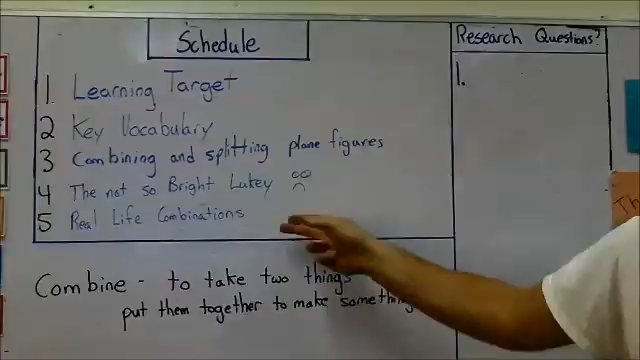 Schedule
1 Learning Target
2 Key Vocabulary
3 Combining and splitting plane figures
4 The not so Bright Lukey
5 Real Life Combinations
Combine - to take two things
put them together to make something
Research Questions?
1.
Th